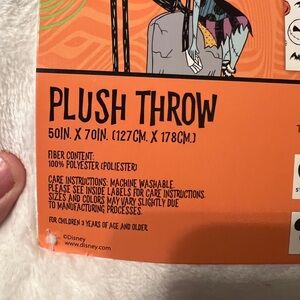 PLUSH THROW
50IN. X 70IN. (127CM. X 178CM.)
FIBER CONTENT:
100% POLYESTER (POLIESTER)
CARE INSTRUCTIONS: MACHINE WASHABLE.
PLEASE SEE INSIDE LABELS FOR CARE INSTRUCTIONS.
SIZES AND COLORS MAY VARY SLIGHTLY DUE
TO MANUFACTURING PROCESSES.
FOR CHILDREN 3 YEARS OF AGE AND OLDER.
©Disney
www.disney.com